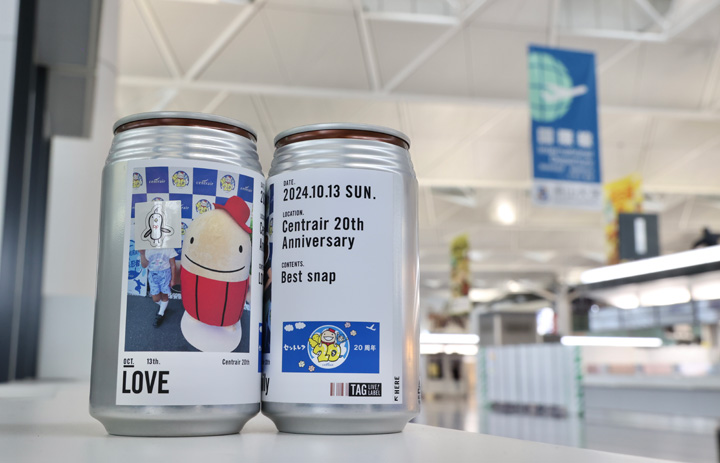 OCT. 13th.
Centrair 20th
LOVE
DATE.
2024.10.13 SUN.
LOCATION.
Centrair 20th
Anniversary
CONTENTS.
Best snap
セントレア
20
20周年
TAG LIVE!
LABEL
HERE